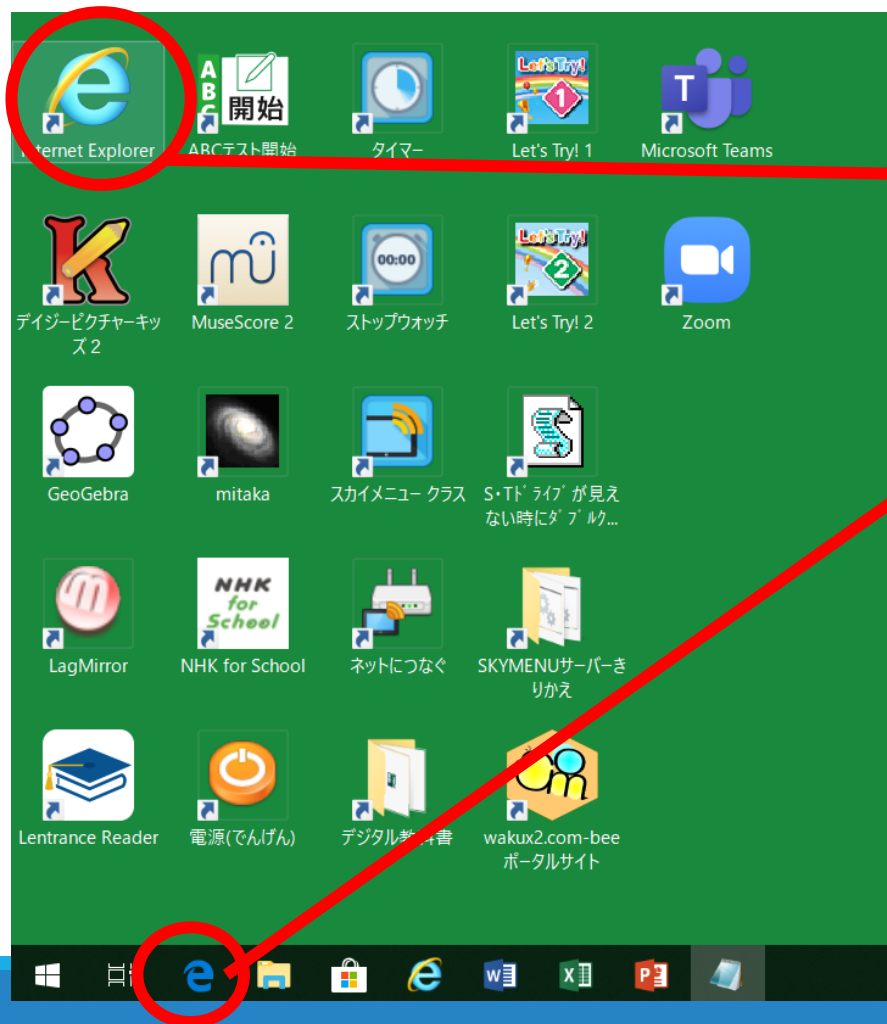 ABC
開始
Let'sTry!
1
T
Internet Explorer
ABCテスト開始
タイマー
Let's Try! 1
Microsoft Teams
00:00
Let'sTry!
2
デイジーピクチャーキッ
ズ2
MuseScore 2
ストップウォッチ
Let's Try! 2
Zoom
GeoGebra
mitaka
スカイメニュー クラス
S・Tﾄﾞﾗｲﾌﾞが見え
ない時にﾀﾞﾌﾞﾙｸ...
NHK
for
School
LagMirror
NHK for School
ネットにつなぐ
SKYMENUサーバーき
りかえ
Lentrance Reader
電源(でんげん)
デジタル教科書
wakux2.com-bee
ポータルサイト